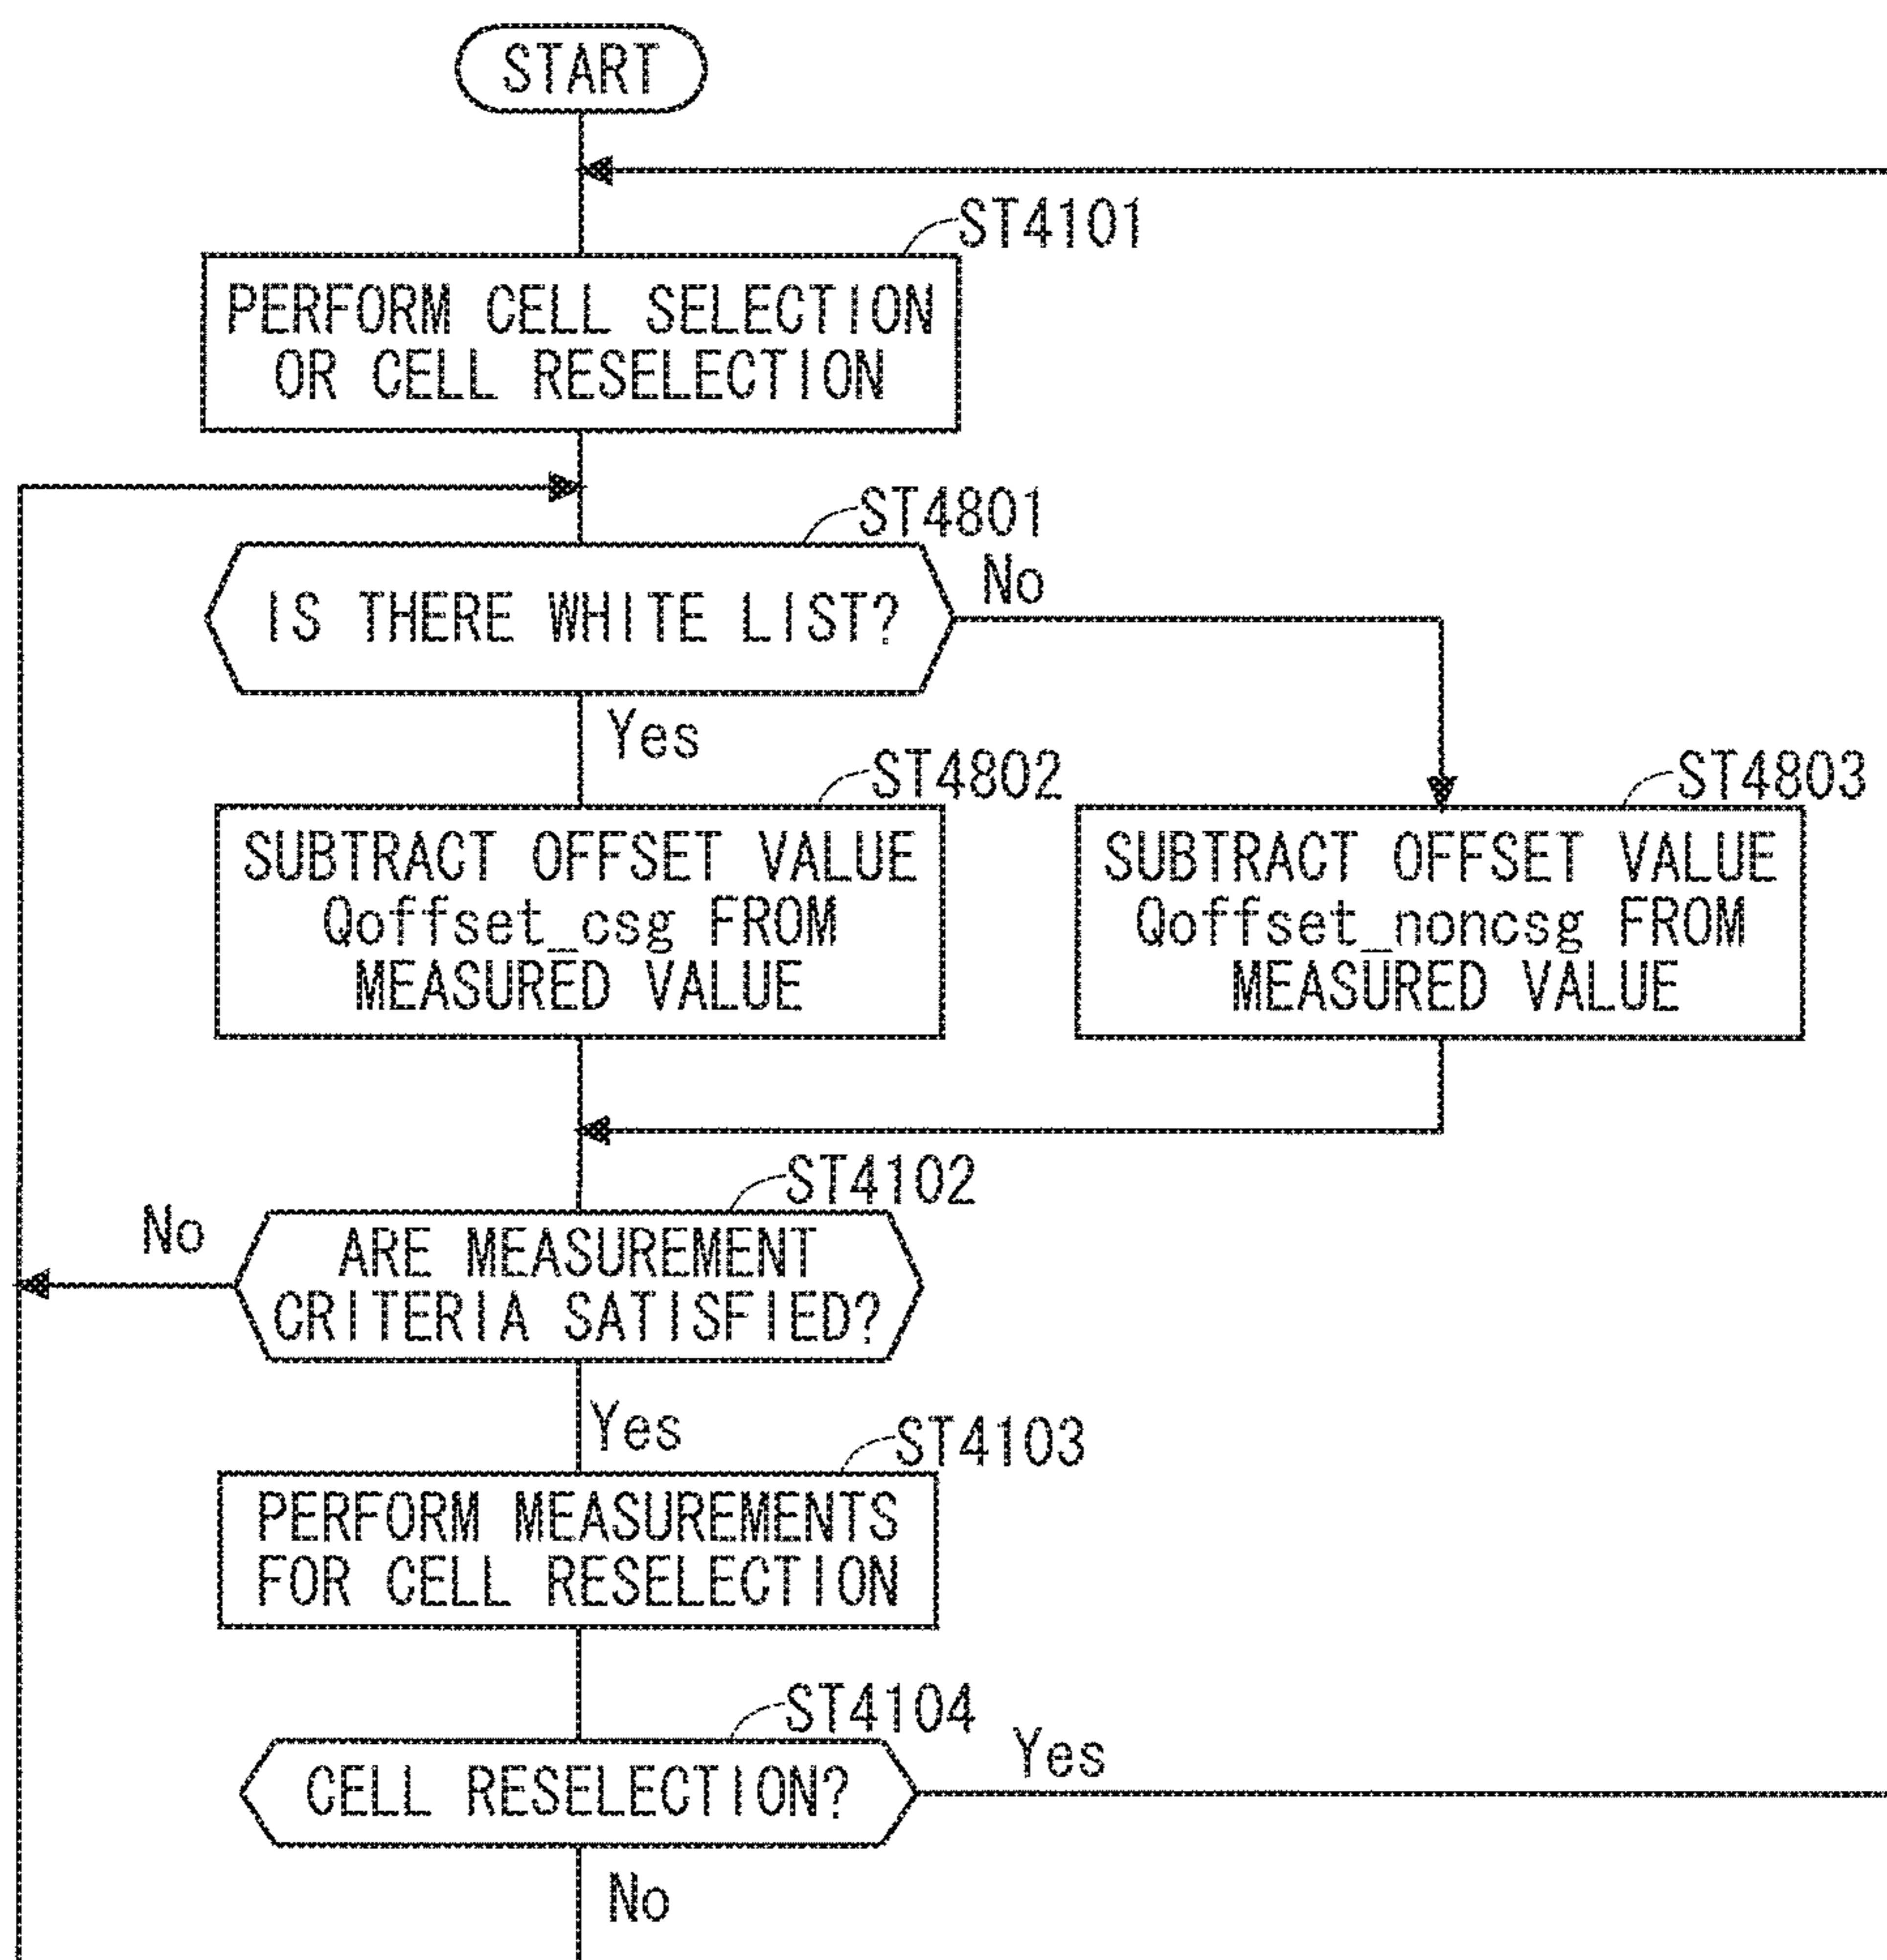 START
ST4101
PERFORM CELL SELECTION
OR CELL RESELECTION
ST4801
IS THERE WHITE LIST?
No
Yes
ST4802
SUBTRACT OFFSET VALUE
Qoffset_csg FROM
MEASURED VALUE
ST4803
SUBTRACT OFFSET VALUE
Qoffset_noncsg FROM
MEASURED VALUE
ST4102
No
ARE MEASUREMENT
CRITERIA SATISFIED?
Yes
ST4103
PERFORM MEASUREMENTS
FOR CELL RESELECTION
ST4104
CELL RESELECTION?
Yes
No